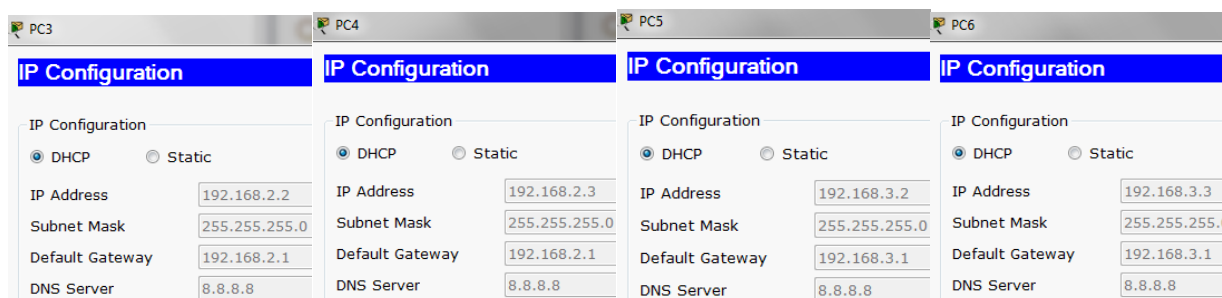 PC3
IP Configuration
IP Configuration
DHCP Static
IP Address 192.168.2.2
Subnet Mask 255.255.255.0
Default Gateway 192.168.2.1
DNS Server 8.8.8.8
PC4
IP Configuration
IP Configuration
DHCP Static
IP Address 192.168.2.3
Subnet Mask 255.255.255.0
Default Gateway 192.168.2.1
DNS Server 8.8.8.8
PC5
IP Configuration
IP Configuration
DHCP Static
IP Address 192.168.3.2
Subnet Mask 255.255.255.0
Default Gateway 192.168.3.1
DNS Server 8.8.8.8
PC6
IP Configuration
IP Configuration
DHCP Static
IP Address 192.168.3.3
Subnet Mask 255.255.255.
Default Gateway 192.168.3.1
DNS Server 8.8.8.8